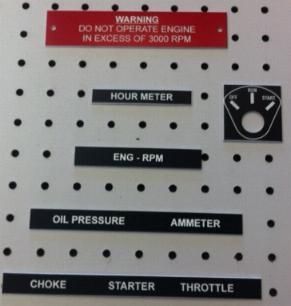 WARNING
DO NOT OPERATE ENGINE
IN EXCESS OF 3000 RPM
HOUR METER
OFF RUN START
ENG - RPM
OIL PRESSURE AMMETER
CHOKE STARTER THROTTLE